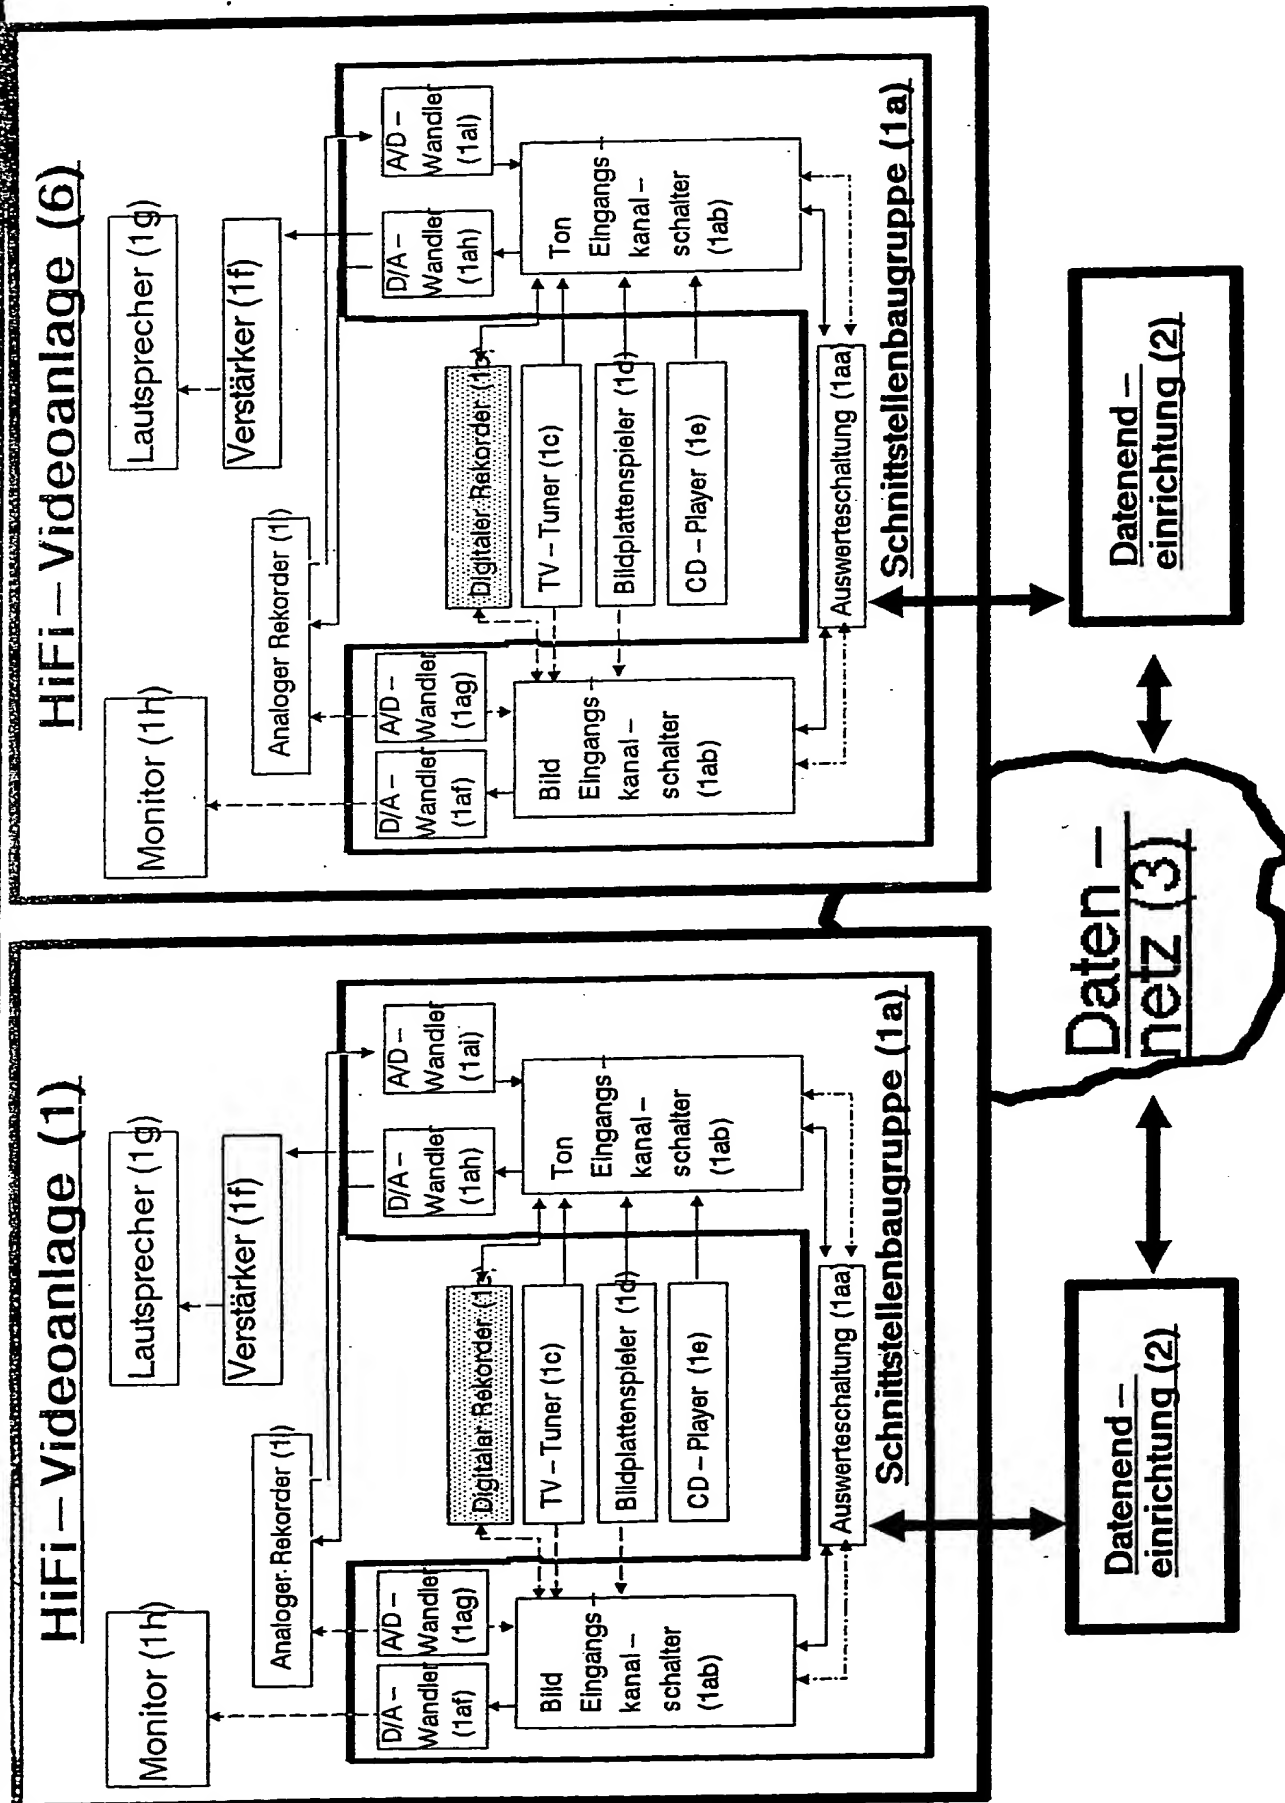 HiFi – Videoanlage (1)
Monitor (1h)
Lautsprecher (1g)
Verstärker (1f)
Analoger Rekorder (1i)
D/A –
Wandler
(1af)
A/D –
Wandler
(1ag)
D/A –
Wandler
(1ah)
A/D –
Wandler
(1ai)
Bild
Eingangs –
kanal –
schalter
(1ab)
Digitaler Rekorder
TV – Tuner (1c)
Bildplattenspieler (1d)
CD – Player (1e)
Ton
Eingangs –
kanal –
schalter
(1ab)
Auswerteschaltung (1aa)
Schnittstellenbaugruppe (1a)
Datenend –
einrichtung (2)
Daten –
netz (3)
HiFi – Videoanlage (6)
Monitor (1h)
Lautsprecher (1g)
Verstärker (1f)
Analoger Rekorder (1i)
D/A –
Wandler
(1af)
A/D –
Wandler
(1ag)
D/A –
Wandler
(1ah)
A/D –
Wandler
(1ai)
Bild
Eingangs –
kanal –
schalter
(1ab)
Digitaler Rekorder
TV – Tuner (1c)
Bildplattenspieler (1d)
CD – Player (1e)
Ton
Eingangs –
kanal –
schalter
(1ab)
Auswerteschaltung (1aa)
Schnittstellenbaugruppe (1a)
Datenend –
einrichtung (2)